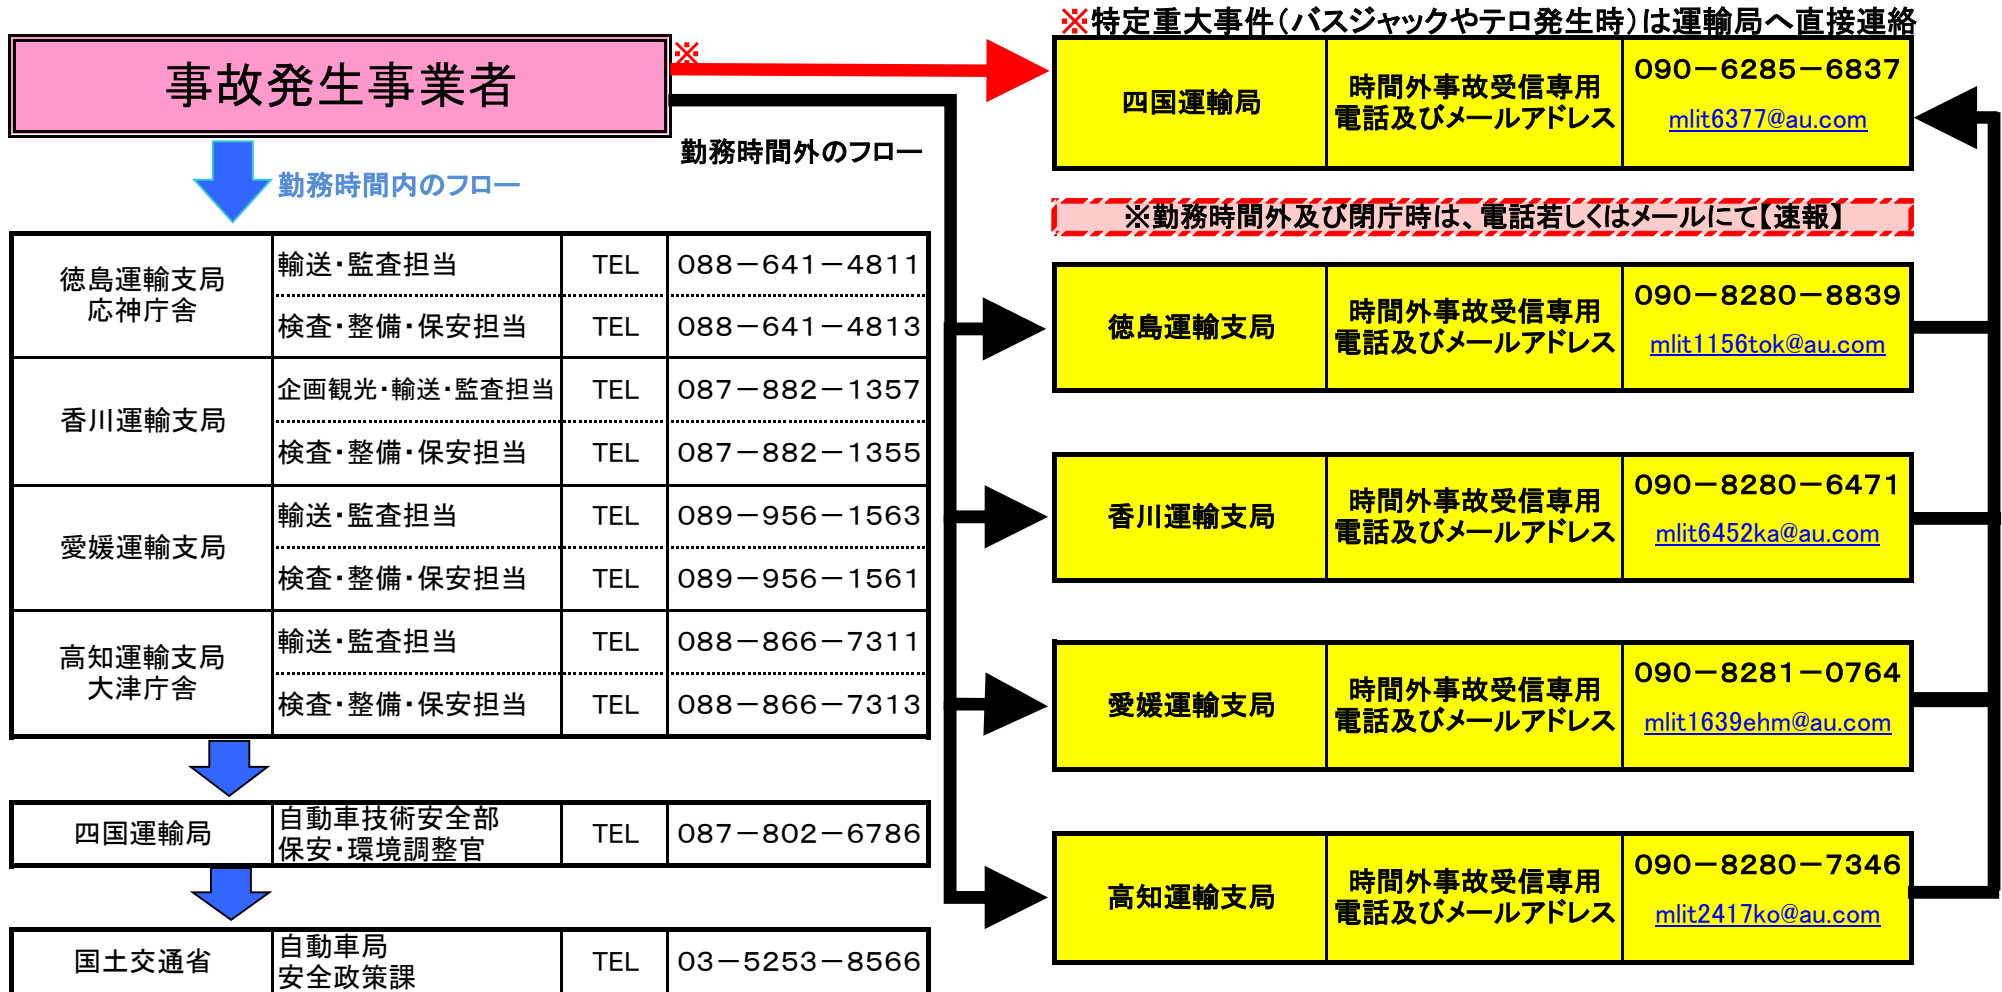 ※特定重大事件（バスジャックやテロ発生時）は運輸局へ直接連絡
事故発生事業者
※
四国運輸局
時間外事故受信専用
電話及びメールアドレス
090－6285－6837
mlit6377@au.com
勤務時間外のフロー
勤務時間内のフロー
※勤務時間外及び閉庁時は、電話若しくはメールにて【速報】
徳島運輸支局
応神庁舎
輸送・監査担当 TEL 088－641－4811
検査・整備・保安担当 TEL 088－641－4813
香川運輸支局
企画観光・輸送・監査担当 TEL 087－882－1357
検査・整備・保安担当 TEL 087－882－1355
愛媛運輸支局
輸送・監査担当 TEL 089－956－1563
検査・整備・保安担当 TEL 089－956－1561
高知運輸支局
大津庁舎
輸送・監査担当 TEL 088－866－7311
検査・整備・保安担当 TEL 088－866－7313
四国運輸局
自動車技術安全部
保安・環境調整官
TEL 087－802－6786
国土交通省
自動車局
安全政策課
TEL 03－5253－8566
徳島運輸支局
時間外事故受信専用
電話及びメールアドレス
090－8280－8839
mlit1156tok@au.com
香川運輸支局
時間外事故受信専用
電話及びメールアドレス
090－8280－6471
mlit6452ka@au.com
愛媛運輸支局
時間外事故受信専用
電話及びメールアドレス
090－8281－0764
mlit1639ehm@au.com
高知運輸支局
時間外事故受信専用
電話及びメールアドレス
090－8280－7346
mlit2417ko@au.com